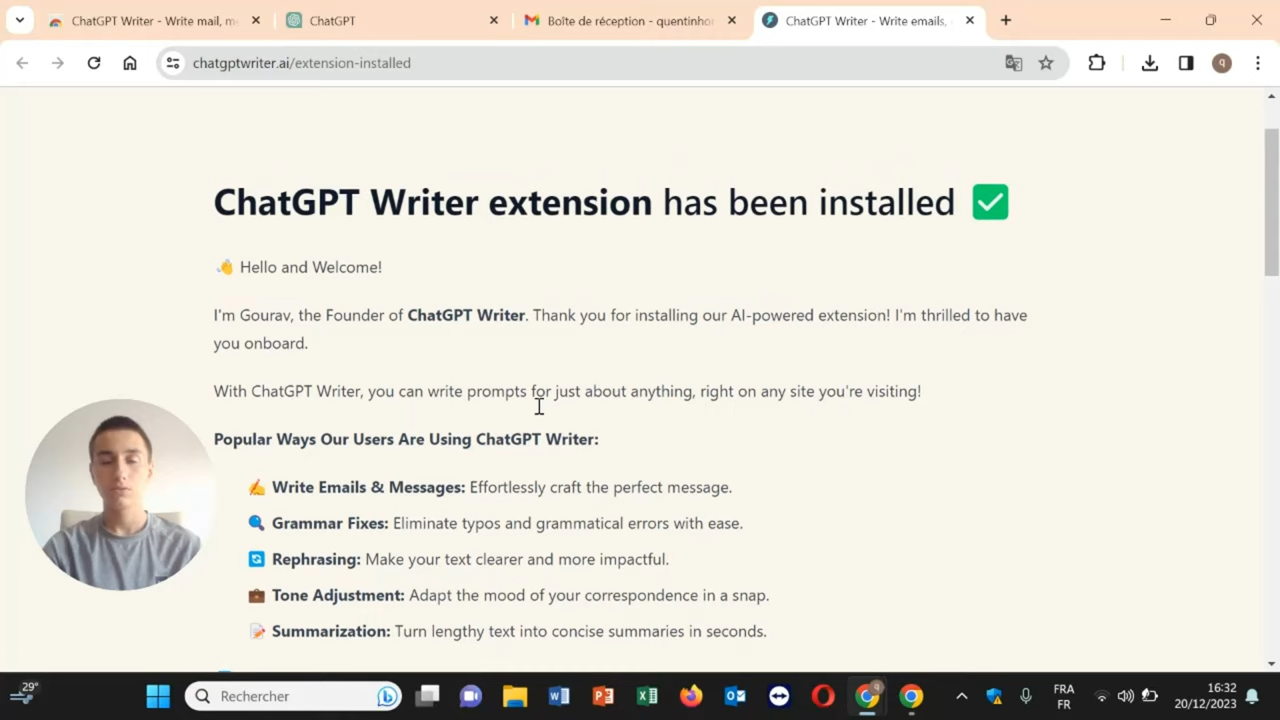 ChatGPT Writer - Write mail, m
ChatGPT
Boîte de réception - quentinho
ChatGPT Writer - Write emails,
chatgptwriter.ai/extension-installed
q
ChatGPT Writer extension has been installed
Hello and Welcome!
I'm Gourav, the Founder of ChatGPT Writer. Thank you for installing our AI-powered extension! I'm thrilled to have
you onboard.
With ChatGPT Writer, you can write prompts for just about anything, right on any site you're visiting!
Popular Ways Our Users Are Using ChatGPT Writer:
Write Emails & Messages: Effortlessly craft the perfect message.
Grammar Fixes: Eliminate typos and grammatical errors with ease.
Rephrasing: Make your text clearer and more impactful.
Tone Adjustment: Adapt the mood of your correspondence in a snap.
Summarization: Turn lengthy text into concise summaries in seconds.
29°
Rechercher
FRA
FR
16:32
20/12/2023